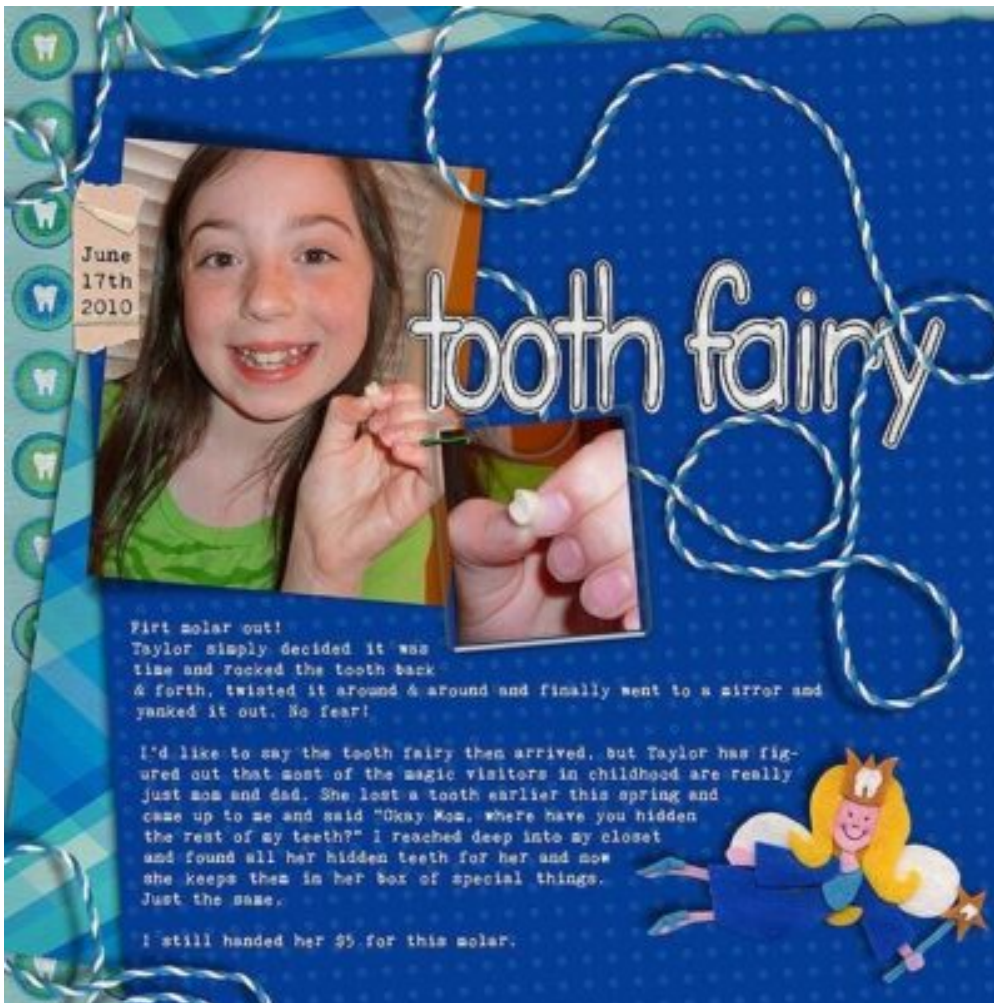 June
17th
2010
tooth fairy
Firt molar out!
Taylor simply decided it was
time and rocked the tooth back
& forth, twisted it around & around and finally went to a mirror and
yanked it out. No fear!
I'd like to say the tooth fairy then arrived, but Taylor has fig-
ured out that most of the magic visitors in childhood are really
just mom and dad. She lost a tooth earlier this spring and
came up to me and said "Okay Mom, where have you hidden
the rest of my teeth?" I reached deep into my closet
and found all her hidden teeth for her and now
she keeps them in her box of special things.
Just the same,
I still handed her $5 for this molar.